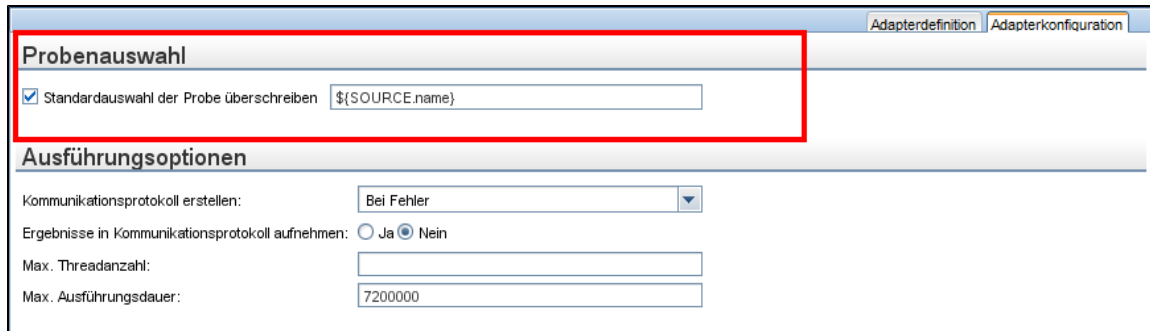 Adapterdefinition Adapterkonfiguration
Probenauswahl
Standardauswahl der Probe überschreiben ${SOURCE.name}
Ausführungsoptionen
Kommunikationsprotokoll erstellen: Bei Fehler
Ergebnisse in Kommunikationsprotokoll aufnehmen: Ja Nein
Max. Threadanzahl:
Max. Ausführungsdauer: 7200000